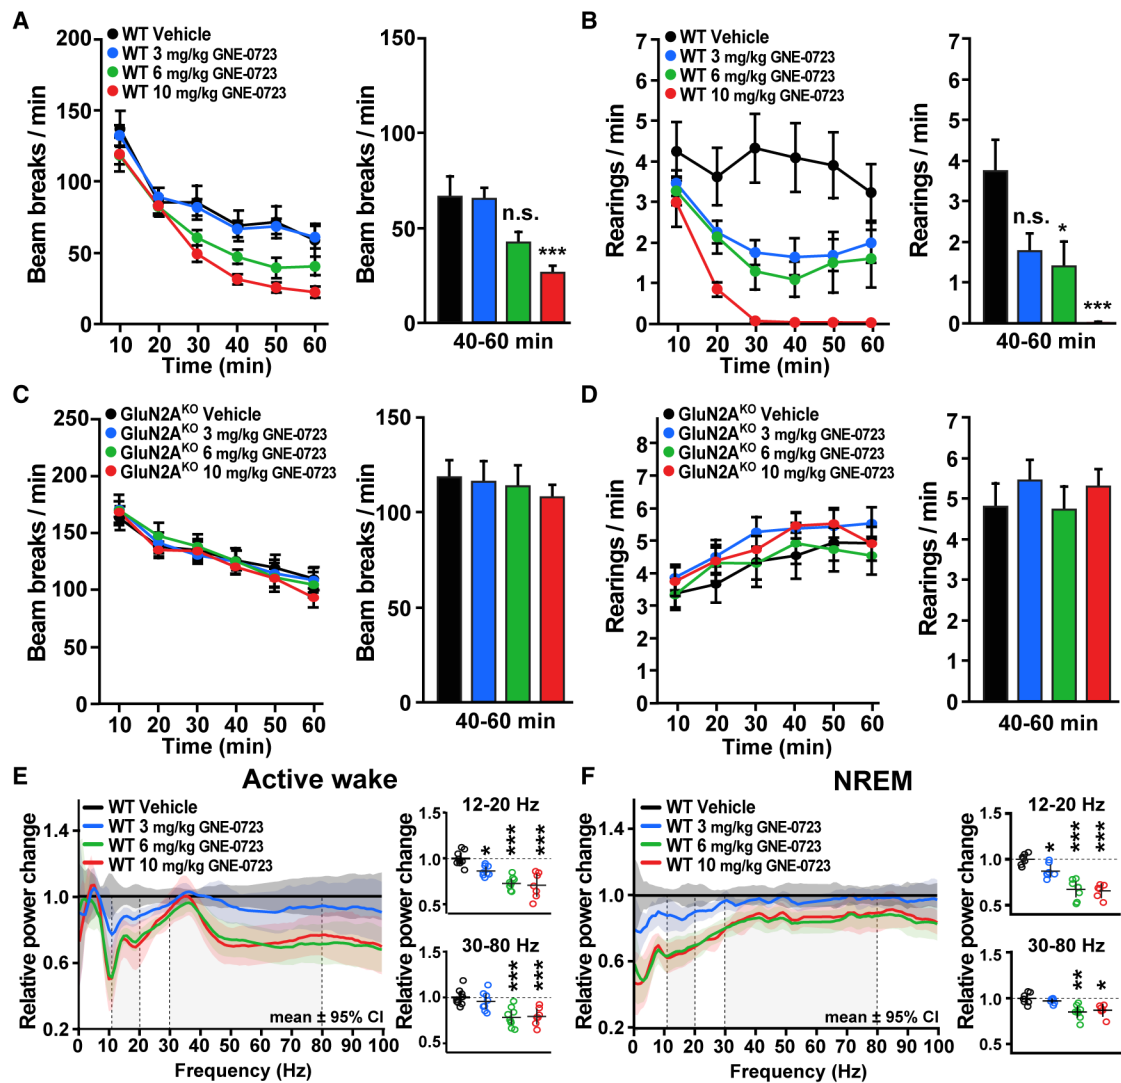 A
WT Vehicle
WT 3 mg/kg GNE-0723
WT 6 mg/kg GNE-0723
WT 10 mg/kg GNE-0723
Beam breaks / min
200
150
100
50
0
10 20 30 40 50 60
Time (min)
Beam breaks / min
150
100
50
0
n.s.
***
40-60 min
B
WT Vehicle
WT 3 mg/kg GNE-0723
WT 6 mg/kg GNE-0723
WT 10 mg/kg GNE-0723
Rearings / min
7
6
5
4
3
2
1
0
10 20 30 40 50 60
Time (min)
Rearings / min
7
6
5
4
3
2
1
0
n.s.
*
***
40-60 min
C
GluN2AKO Vehicle
GluN2AKO 3 mg/kg GNE-0723
GluN2AKO 6 mg/kg GNE-0723
GluN2AKO 10 mg/kg GNE-0723
Beam breaks / min
250
200
150
100
50
0
10 20 30 40 50 60
Time (min)
Beam breaks / min
150
100
50
0
40-60 min
D
GluN2AKO Vehicle
GluN2AKO 3 mg/kg GNE-0723
GluN2AKO 6 mg/kg GNE-0723
GluN2AKO 10 mg/kg GNE-0723
Rearings / min
8
7
6
5
4
3
2
1
0
10 20 30 40 50 60
Time (min)
Rearings / min
7
6
5
4
3
2
1
0
40-60 min
E
Active wake
WT Vehicle
WT 3 mg/kg GNE-0723
WT 6 mg/kg GNE-0723
WT 10 mg/kg GNE-0723
Relative power change
1.4
1.0
0.6
0.2
mean ± 95% CI
0 10 20 30 40 50 60 70 80 90 100
Frequency (Hz)
12-20 Hz
Relative power change
1.5
1.0
0.5
*
***
***
30-80 Hz
Relative power change
1.5
1.0
0.5
***
***
F
NREM
WT Vehicle
WT 3 mg/kg GNE-0723
WT 6 mg/kg GNE-0723
WT 10 mg/kg GNE-0723
Relative power change
1.4
1.0
0.6
0.2
mean ± 95% CI
0 10 20 30 40 50 60 70 80 90 100
Frequency (Hz)
12-20 Hz
Relative power change
1.5
1.0
0.5
*
***
***
30-80 Hz
Relative power change
1.5
1.0
0.5
**
*